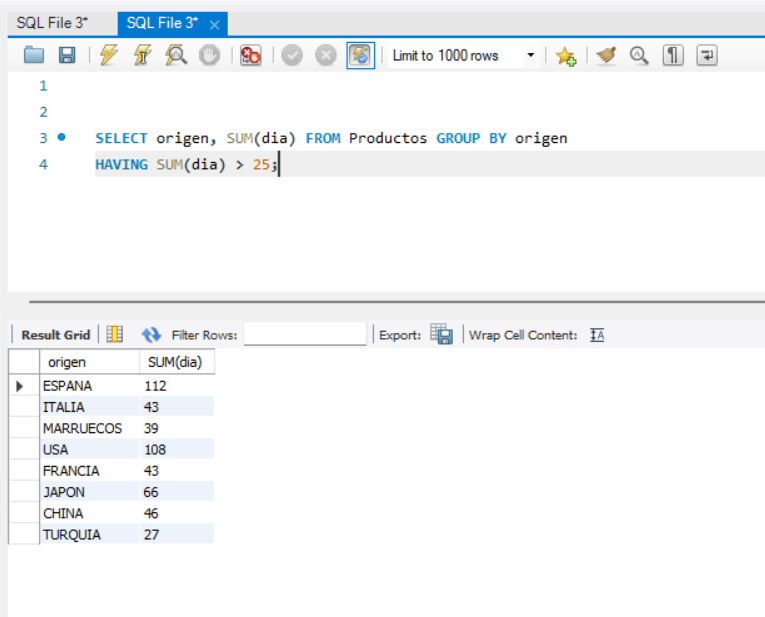 SQL File 3* SQL File 3* ×
Limit to 1000 rows
1
2
3 SELECT origen, SUM(dia) FROM Productos GROUP BY origen
4 HAVING SUM(dia) > 25;
Result Grid Filter Rows: Export: Wrap Cell Content: IA
origen SUM(dia)
ESPANA 112
ITALIA 43
MARRUECOS 39
USA 108
FRANCIA 43
JAPON 66
CHINA 46
TURQUIA 27